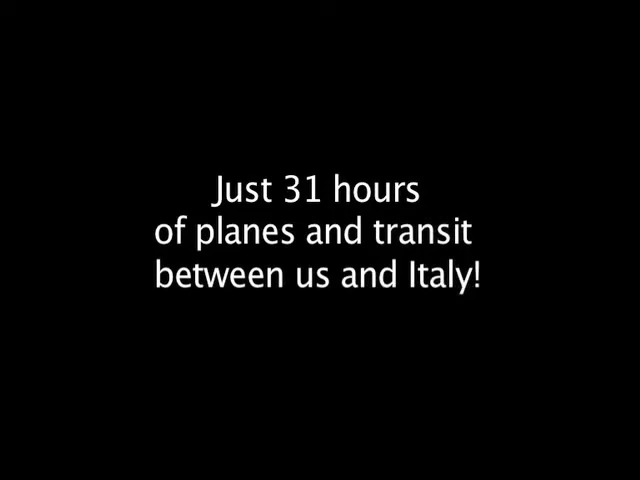 Just 31 hours
of planes and transit
between us and Italy!